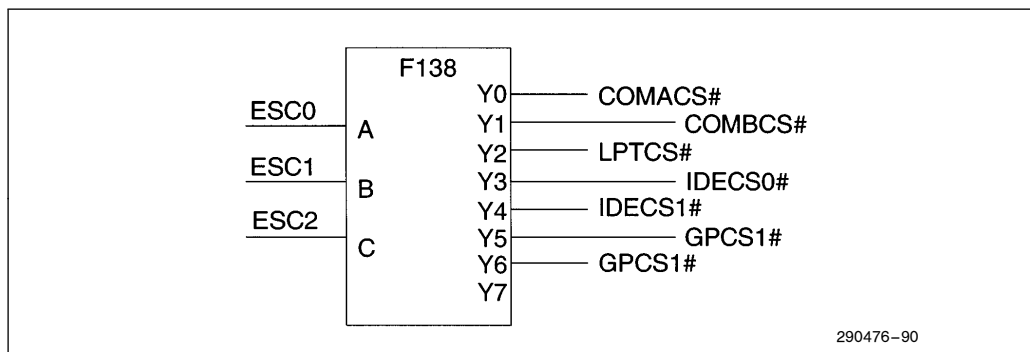 F138
ESC0
A
ESC1
B
ESC2
C
Y0 COMACS#
Y1 COMBCS#
Y2 LPTCS#
Y3 IDECS0#
Y4 IDECS1#
Y5 GPCS1#
Y6 GPCS1#
Y7
290476–90